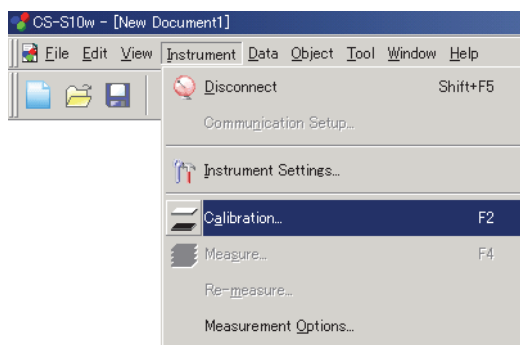 CS-S10w - [New Document1]
File Edit View Instrument Data Object Tool Window Help
Disconnect Shift+F5
Communication Setup...
Instrument Settings...
Calibration... F2
Measure... F4
Re-measure...
Measurement Options...